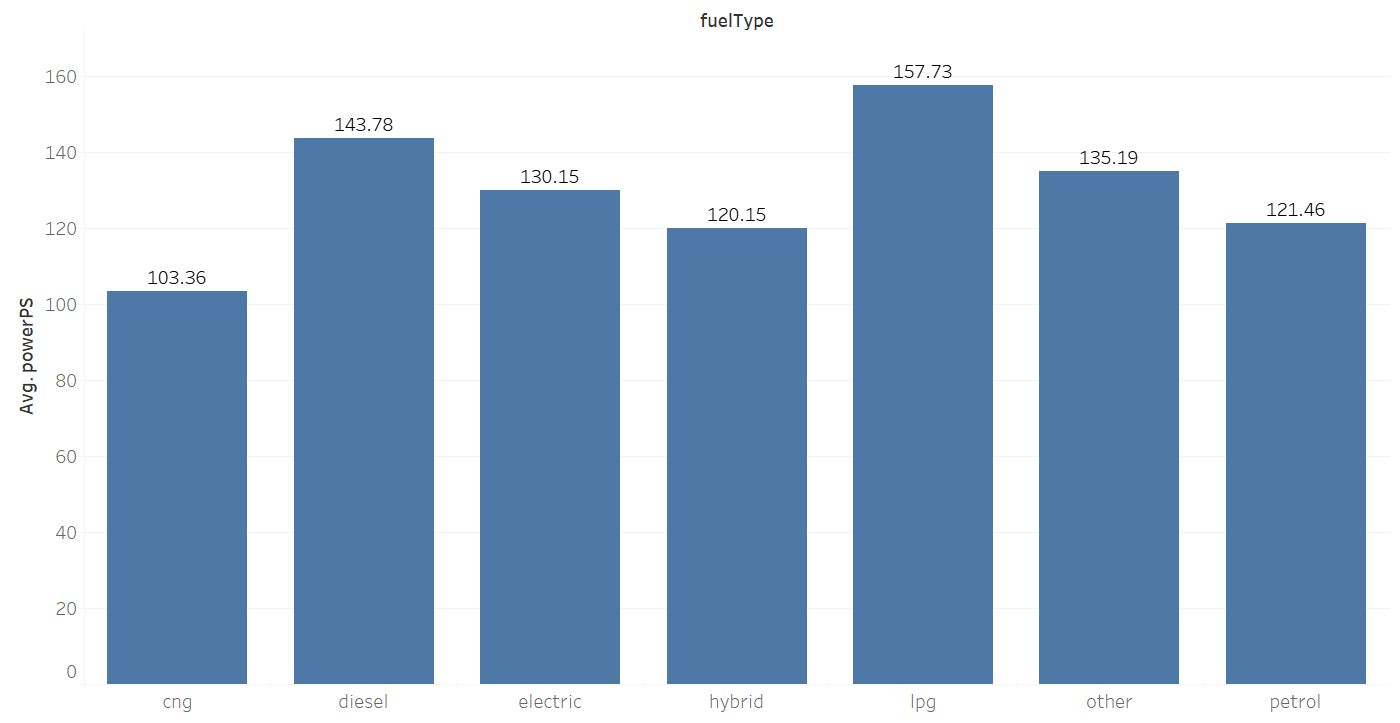 fuelType
Avg. powerPS
160
140
120
100
80
60
40
20
0
103.36
143.78
130.15
120.15
157.73
135.19
121.46
cng
diesel
electric
hybrid
lpg
other
petrol